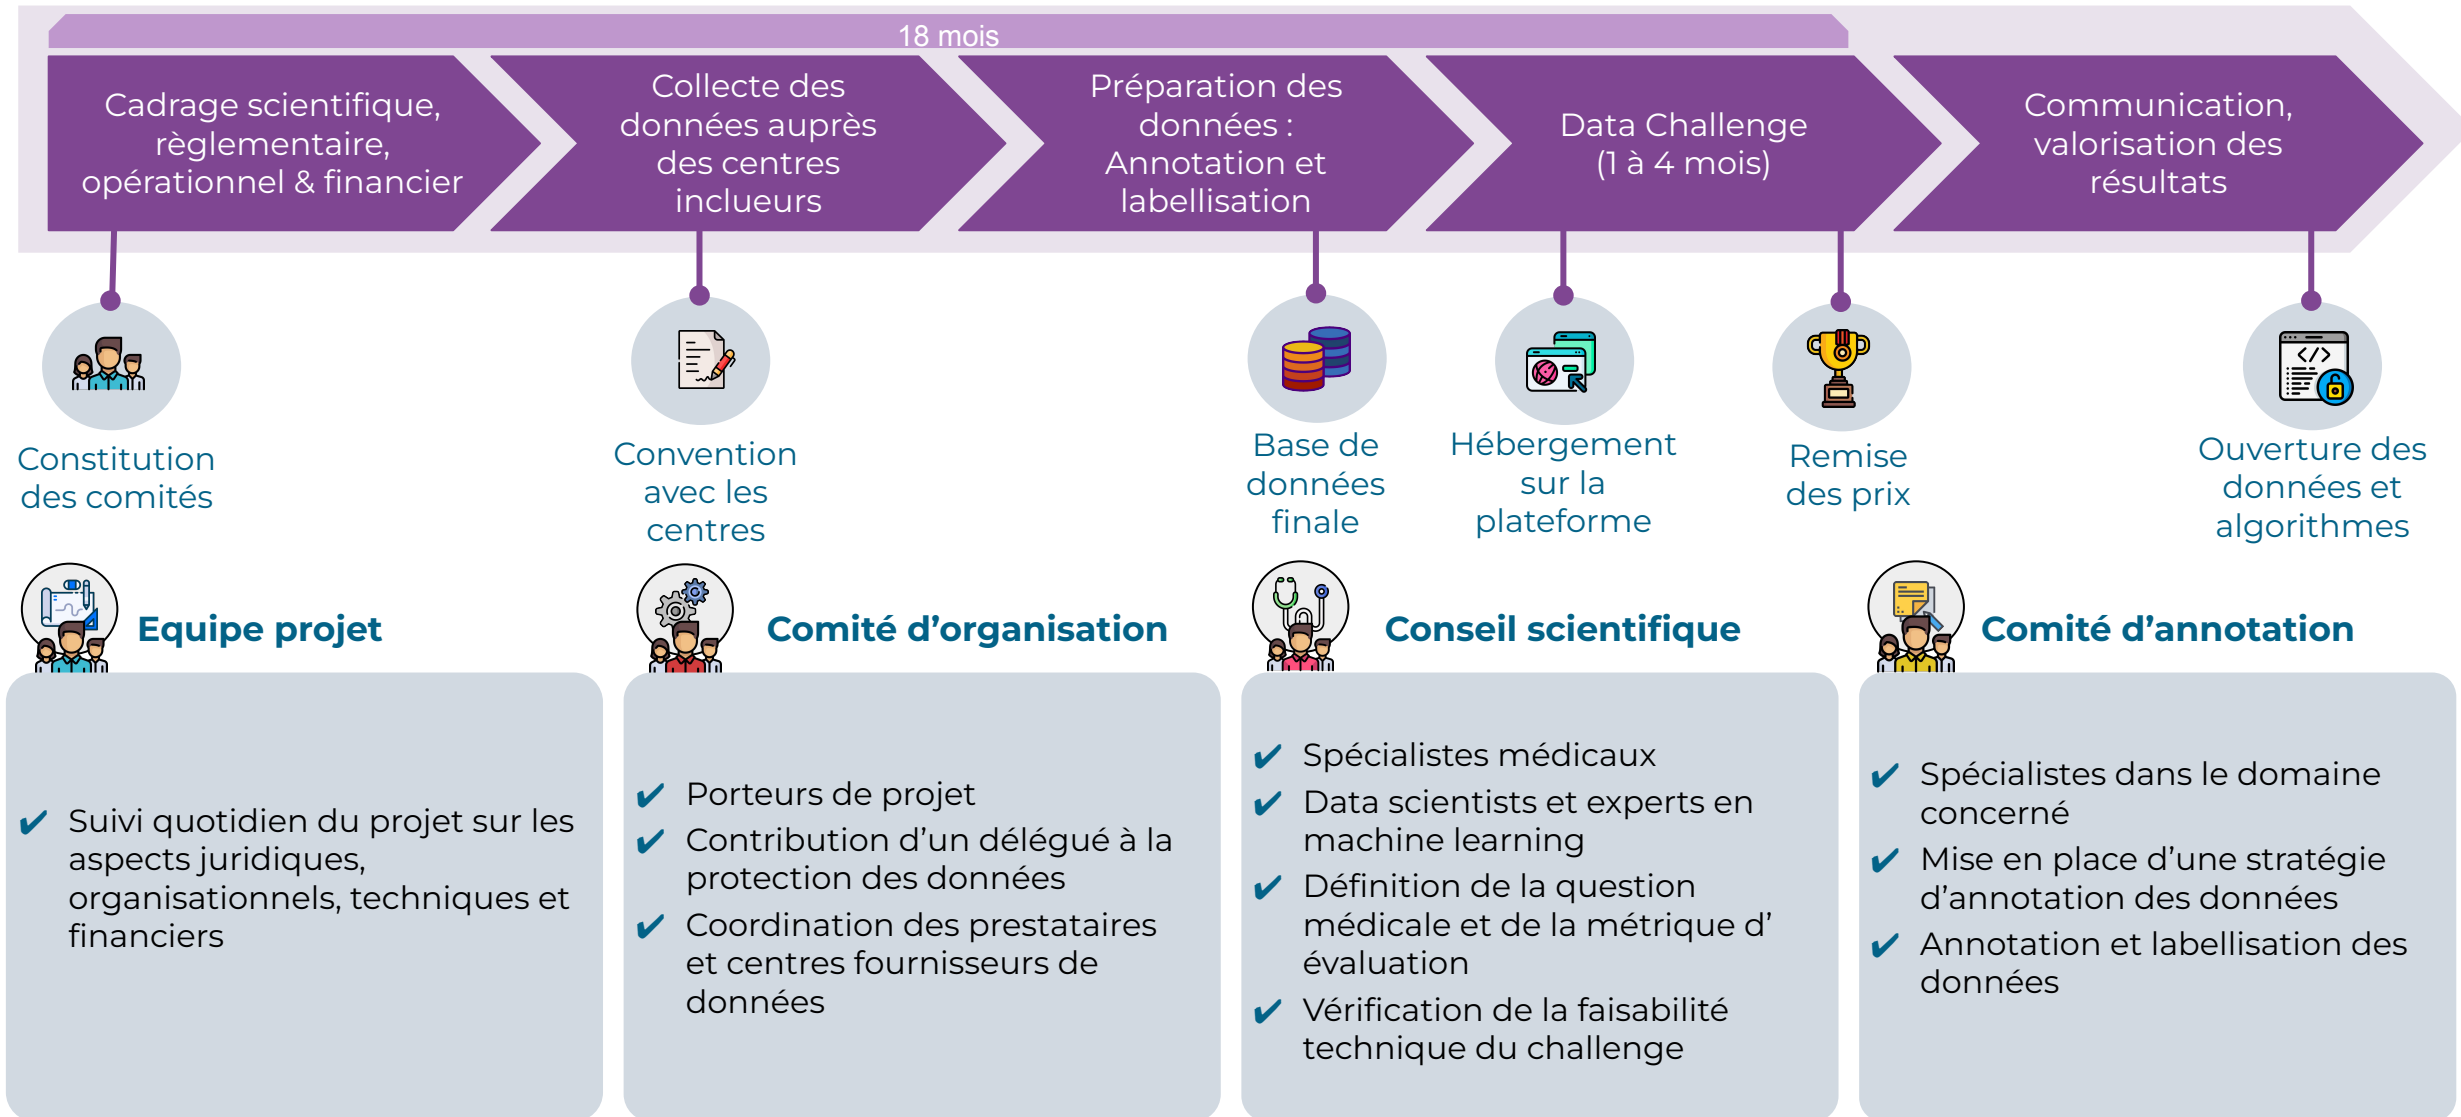 18 mois
Cadrage scientifique,
règlementaire,
opérationnel & financier
Collecte des
données auprès
des centres
inclueurs
Préparation des
données :
Annotation et
labellisation
Data Challenge
(1 à 4 mois)
Communication,
valorisation des
résultats
Constitution
des comités
Convention
avec les
centres
Base de
données
finale
Hébergement
sur la
plateforme
Remise
des prix
Ouverture des
données et
algorithmes
Equipe projet
✔ Suivi quotidien du projet sur les
aspects juridiques,
organisationnels, techniques et
financiers
Comité d’organisation
✔ Porteurs de projet
✔ Contribution d’un délégué à la
protection des données
✔ Coordination des prestataires
et centres fournisseurs de
données
Conseil scientifique
✔ Spécialistes médicaux
✔ Data scientists et experts en
machine learning
✔ Définition de la question
médicale et de la métrique d’
évaluation
✔ Vérification de la faisabilité
technique du challenge
Comité d’annotation
✔ Spécialistes dans le domaine
concerné
✔ Mise en place d’une stratégie
d’annotation des données
✔ Annotation et labellisation des
données